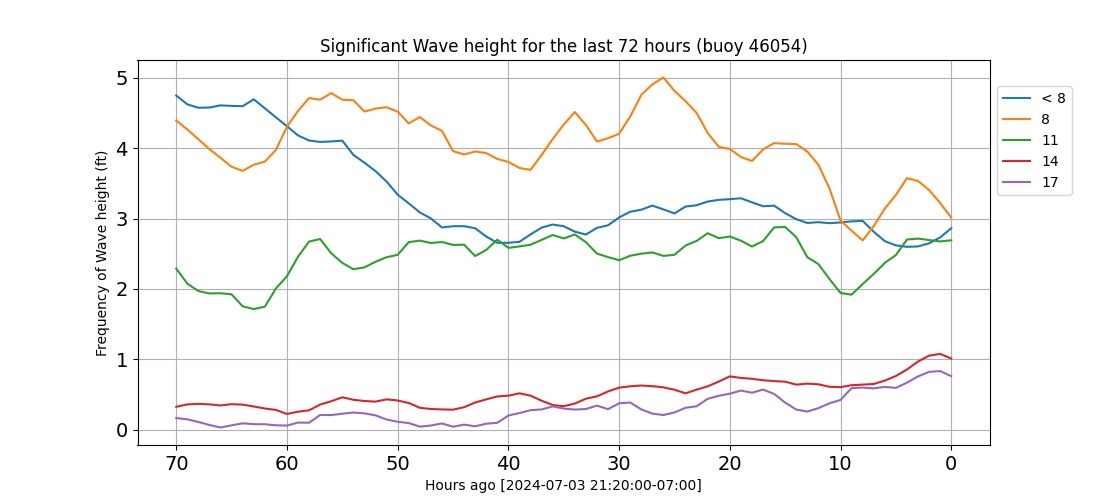 Significant Wave height for the last 72 hours (buoy 46054)
Frequency of Wave height (ft)
5
4
3
2
1
0
70 60 50 40 30 20 10 0
Hours ago [2024-07-03 21:20:00-07:00]
< 8
8
11
14
17